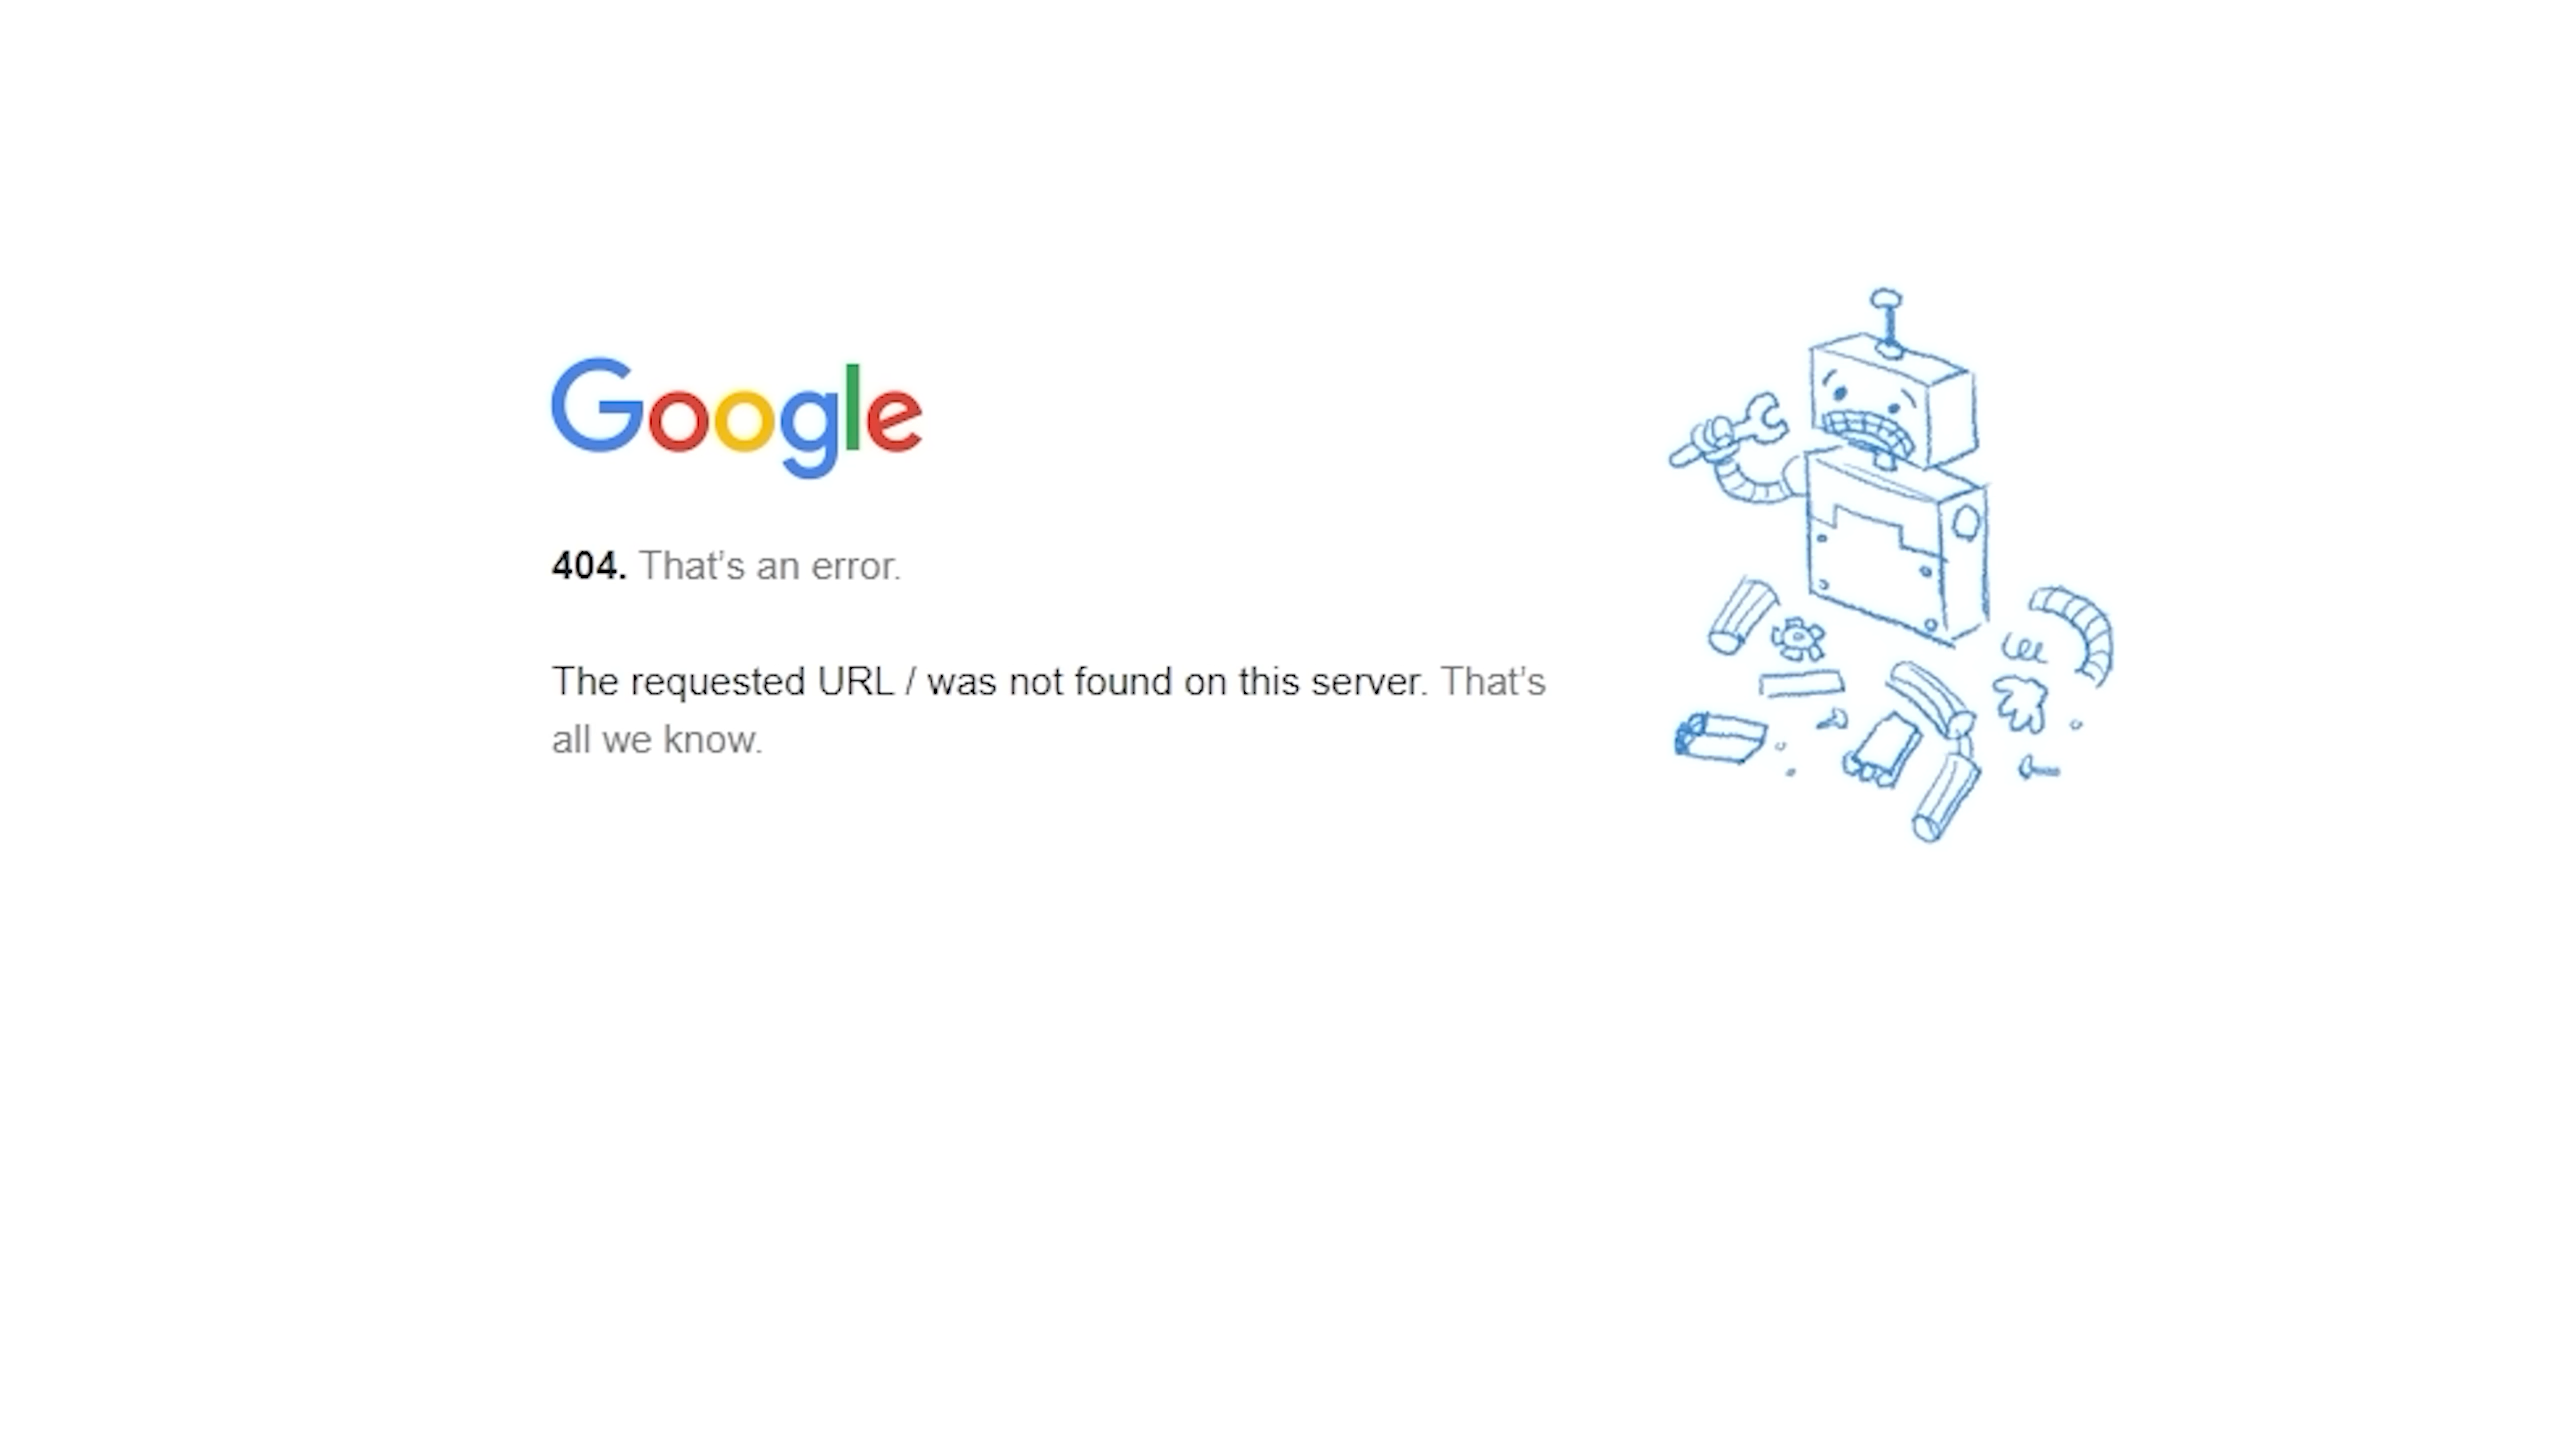 Google
404. That's an error.
The requested URL / was not found on this server. That's
all we know.